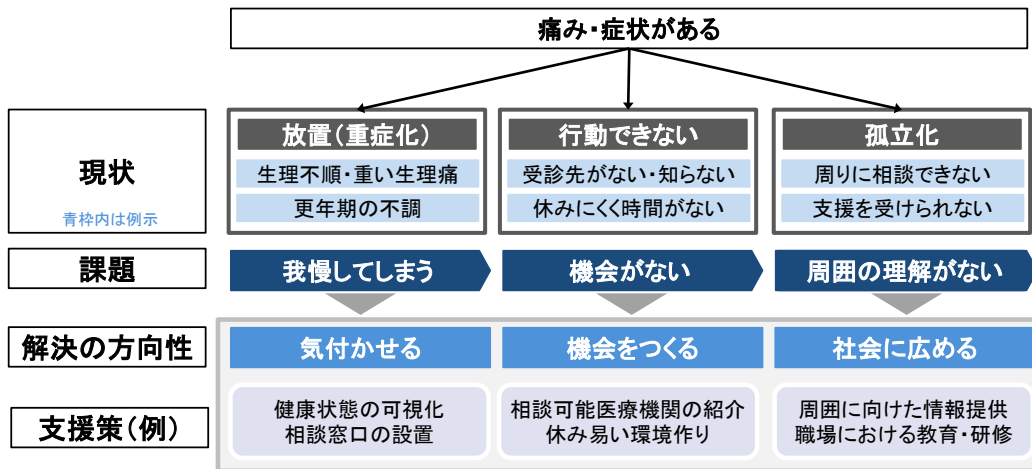 痛み・症状がある
現状
青枠内は例示
放置（重症化）
生理不順・重い生理痛
更年期の不調
行動できない
受診先がない・知らない
休みにくく時間がない
孤立化
周りに相談できない
支援を受けられない
課題
我慢してしまう
機会がない
周囲の理解がない
解決の方向性
気付かせる
機会をつくる
社会に広める
支援策（例）
健康状態の可視化
相談窓口の設置
相談可能医療機関の紹介
休み易い環境作り
周囲に向けた情報提供
職場における教育・研修